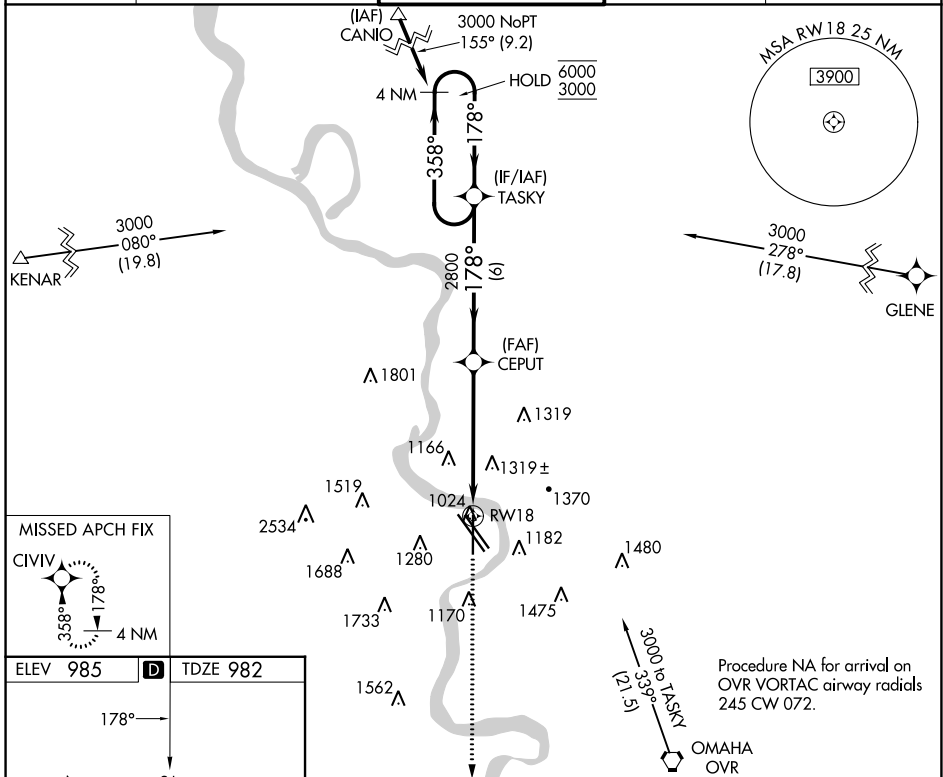 (IAF)
CANIO
3000 NoPT
155° (9.2)
HOLD
6000
3000
4 NM
358°
178°
(IF/IAF)
TASKY
MSA RW18 25 NM
3900
3000
080°
(19.8)
KENAR
3000
278°
(17.8)
GLENE
2800
178°
(6)
(FAF)
CEPUT
1801
1319
1166
1319 ±
1519
1024
RW18
1370
2534
1182
1280
1480
1688
1733
1170
1475
1562
MISSED APCH FIX
CIVIV
358°
178°
4 NM
ELEV 985
D
TDZE 982
178°
3000 to TASKY
339°
(21.5)
OMAHA
OVR
Procedure NA for arrival on
OVR VORTAC airway radials
245 CW 072.